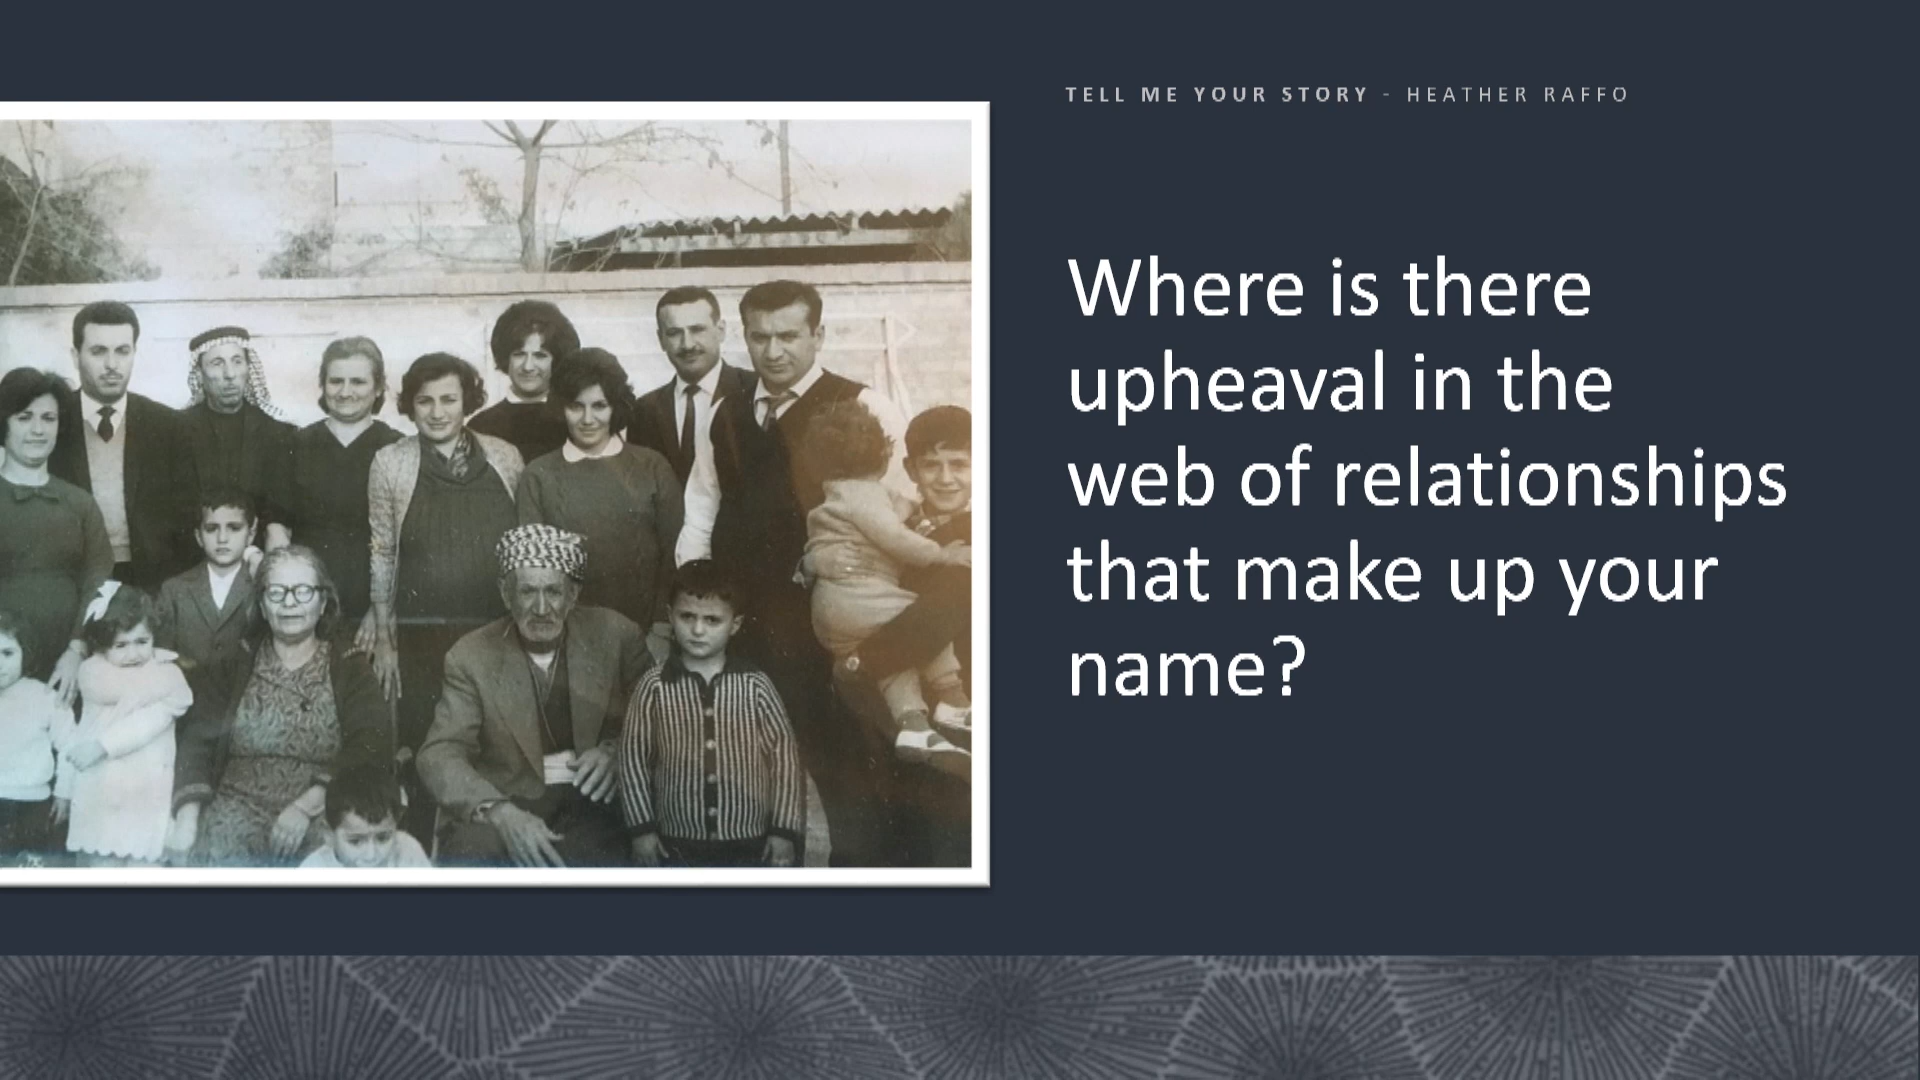 TELL ME YOUR STORY - HEATHER RAFFO
Where is there
upheaval in the
web of relationships
that make up your
name?